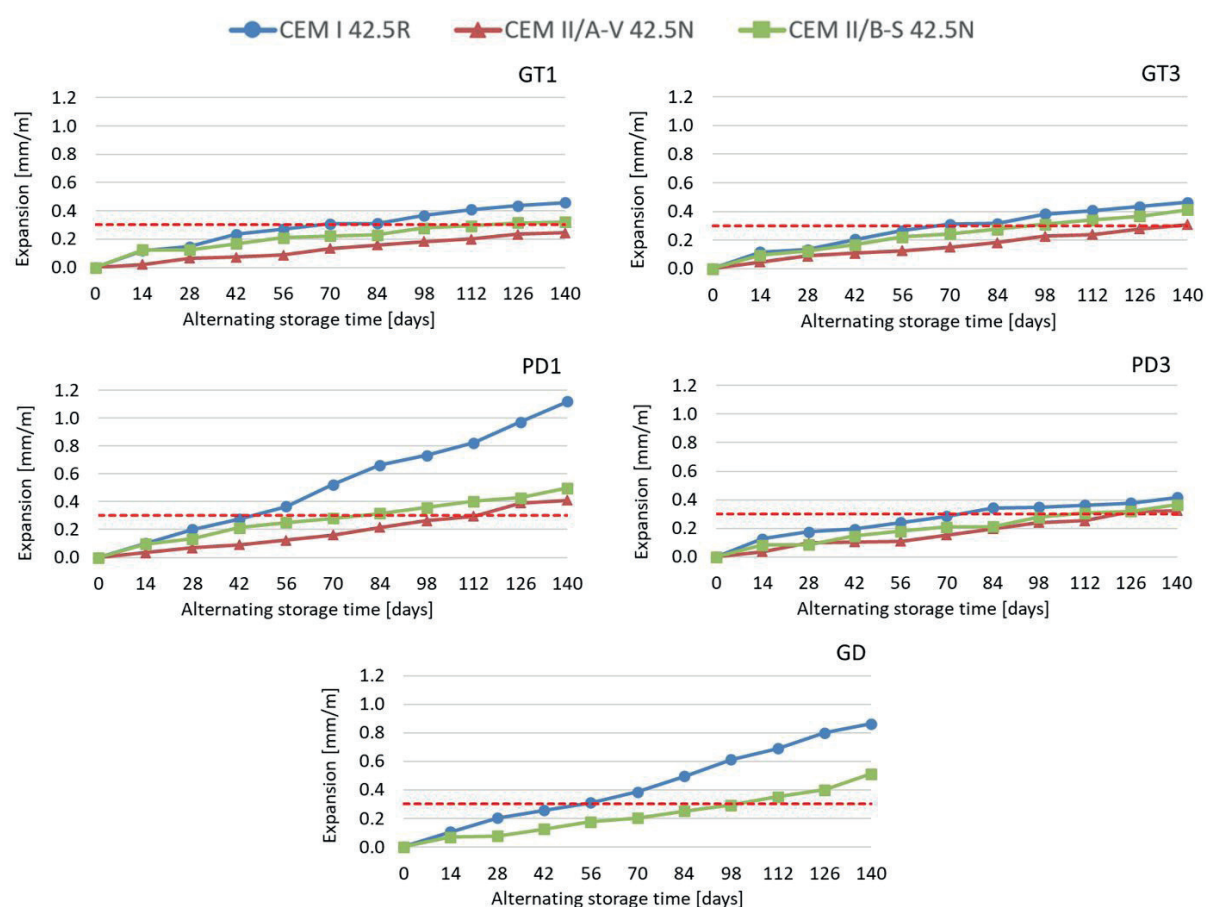 CEM I 42.5R CEM II/A-V 42.5N CEM II/B-S 42.5N
GT1
Expansion [mm/m]
1.2
1.0
0.8
0.6
0.4
0.2
0.0
0 14 28 42 56 70 84 98 112 126 140
Alternating storage time [days]
GT3
Expansion [mm/m]
1.2
1.0
0.8
0.6
0.4
0.2
0.0
0 14 28 42 56 70 84 98 112 126 140
Alternating storage time [days]
PD1
Expansion [mm/m]
1.2
1.0
0.8
0.6
0.4
0.2
0.0
0 14 28 42 56 70 84 98 112 126 140
Alternating storage time [days]
PD3
Expansion [mm/m]
1.2
1.0
0.8
0.6
0.4
0.2
0.0
0 14 28 42 56 70 84 98 112 126 140
Alternating storage time [days]
GD
Expansion [mm/m]
1.2
1.0
0.8
0.6
0.4
0.2
0.0
0 14 28 42 56 70 84 98 112 126 140
Alternating storage time [days]